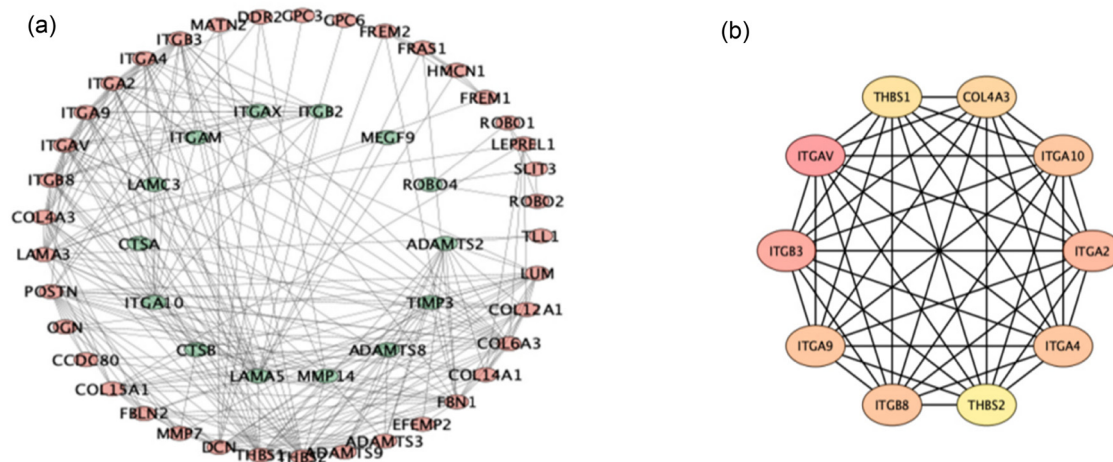 (a)
DDR2
GPC3
GPC6
MATN2
FREM2
ITGB3
FRAS1
ITGA4
HMCN1
ITGA2
FREM1
ITGA9
ITGAX
ITGB2
ROBO1
ITGAV
ITGAM
MEGF9
LEPREL1
ITGB8
SLIT3
LAMC3
ROBO4
ROBO2
COL4A3
CTSA
ADAMTS2
TLL1
LAMA3
LUM
POSTN
ITGA10
TIMP3
COL12A1
OGN
COL6A3
CTSB
ADAMTS8
CCDC80
LAMA5
MMP14
COL14A1
COL15A1
FBN1
FBLN2
EFEMP2
MMP7
ADAMTS3
DCN
ADAMTS9
THBS1
THBS2
(b)
THBS1
COL4A3
ITGAV
ITGA10
ITGB3
ITGA2
ITGA9
ITGA4
ITGB8
THBS2